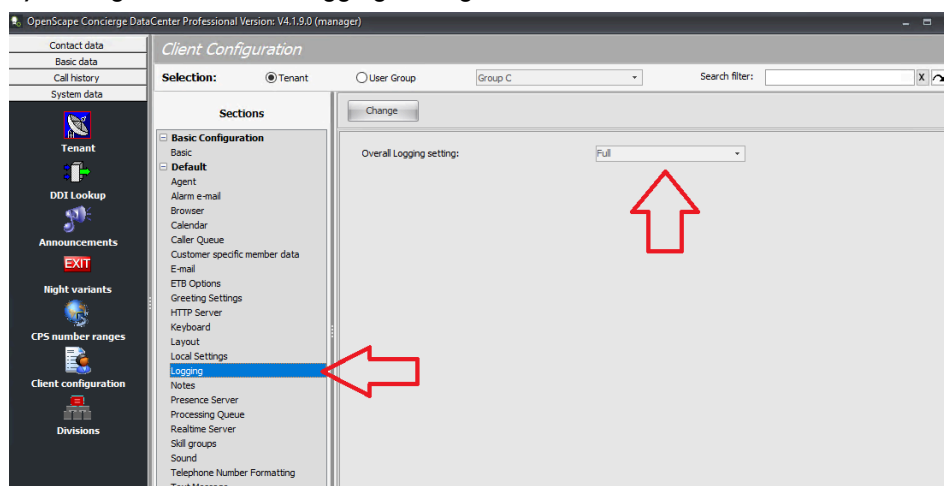 OpenScape Concierge DataCenter Professional Version: V4.1.9.0 (manager)
Contact data
Basic data
Call history
System data
Tenant
DDI Lookup
Announcements
EXIT
Night variants
CPS number ranges
Client configuration
Divisions
Client Configuration
Selection:
Tenant
User Group
Group C
Search filter:
X
Sections
Basic Configuration
Basic
Default
Agent
Alarm e-mail
Browser
Calendar
Caller Queue
Customer specific member data
E-mail
ETB Options
Greeting Settings
HTTP Server
Keyboard
Layout
Local Settings
Logging
Notes
Presence Server
Processing Queue
Realtime Server
Skill groups
Sound
Telephone Number Formatting
Change
Overall Logging setting:
Full